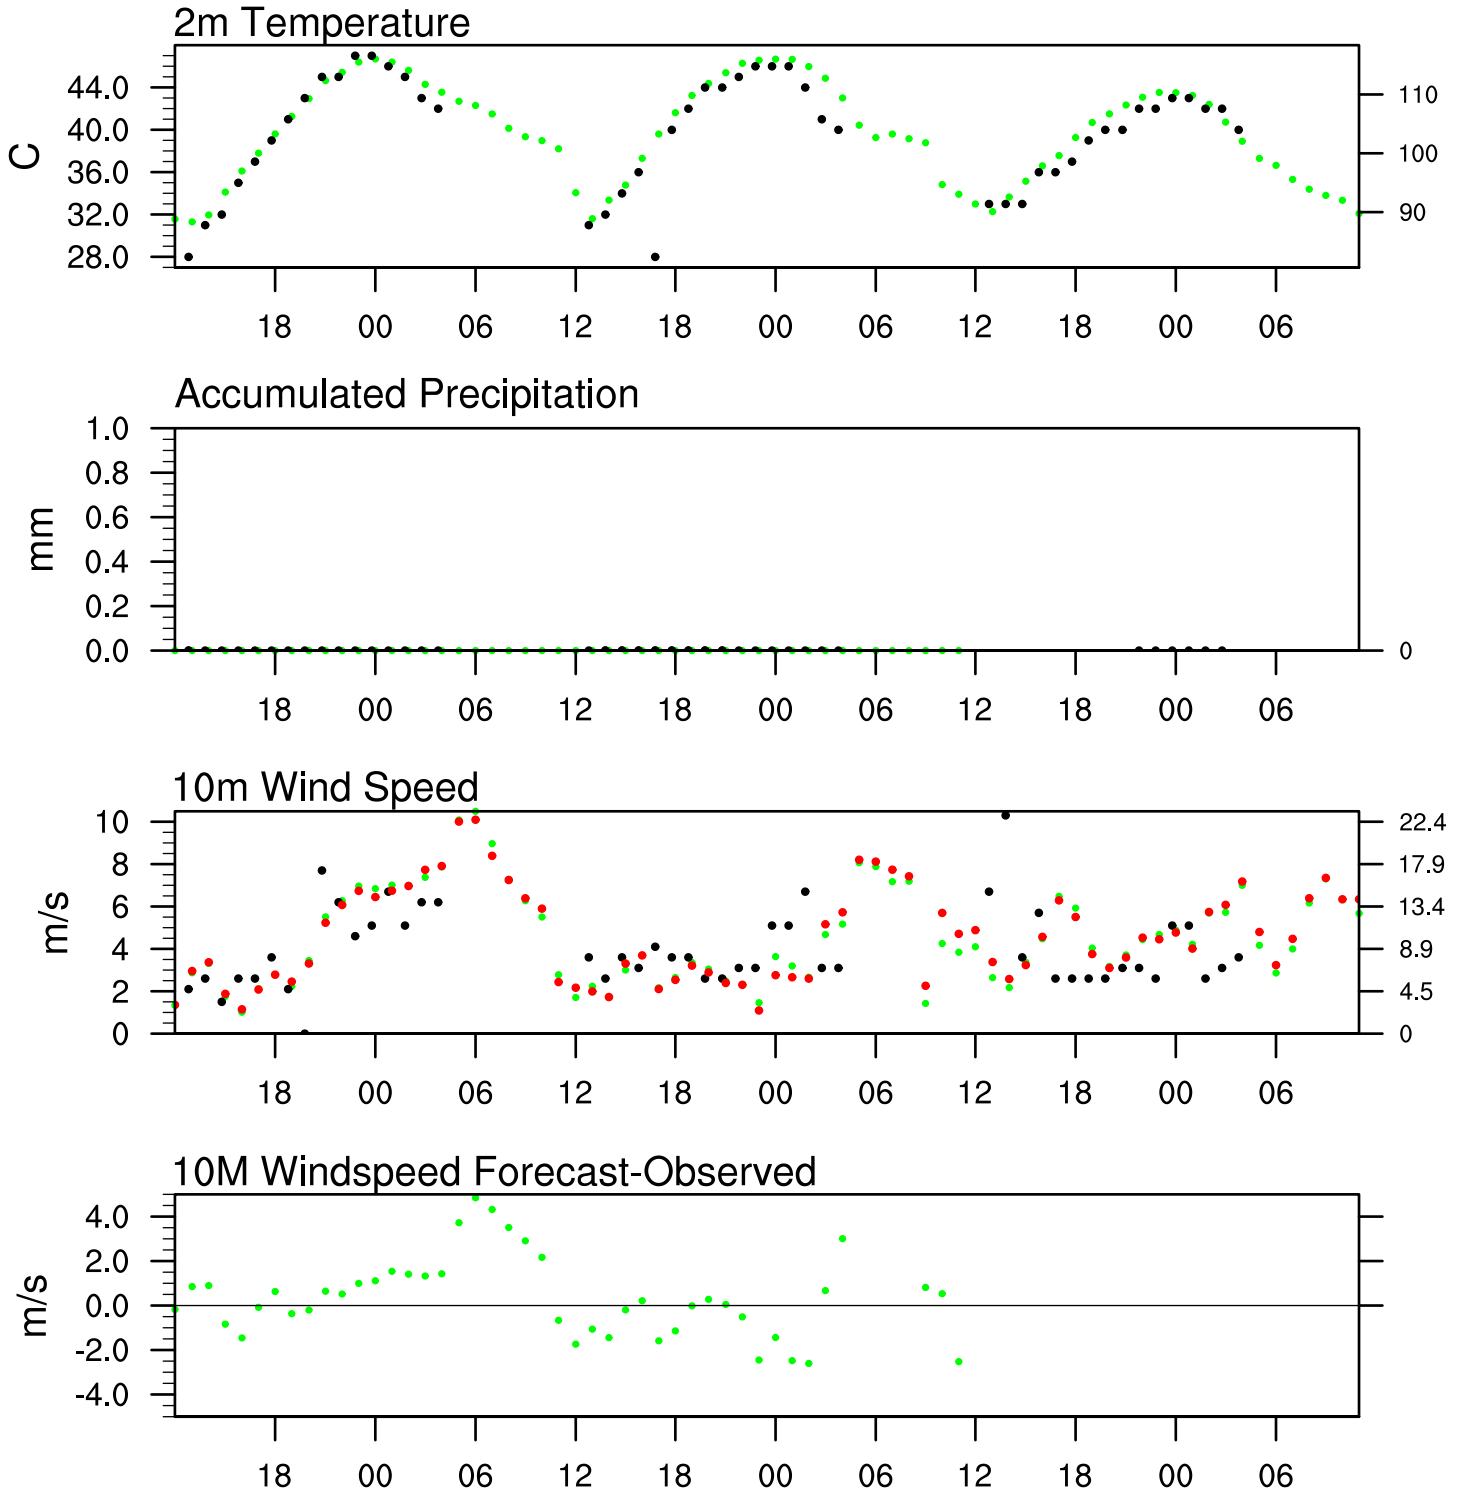 2m Temperature
C
44.0
40.0
36.0
32.0
28.0
110
100
90
18 00 06 12 18 00 06 12 18 00 06
Accumulated Precipitation
mm
1.0
0.8
0.6
0.4
0.2
0.0
0
18 00 06 12 18 00 06 12 18 00 06
10m Wind Speed
m/s
10
8
6
4
2
0
22.4
17.9
13.4
8.9
4.5
0
18 00 06 12 18 00 06 12 18 00 06
10M Windspeed Forecast-Observed
m/s
4.0
2.0
0.0
-2.0
-4.0
18 00 06 12 18 00 06 12 18 00 06